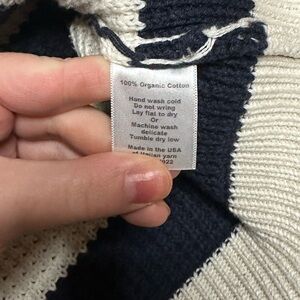 100% Organic Cotton
Hand wash cold
Do not wring
Lay flat to dry
Or
Machine wash
delicate
Tumble dry low
Made in the USA
of Italian yarn
2022